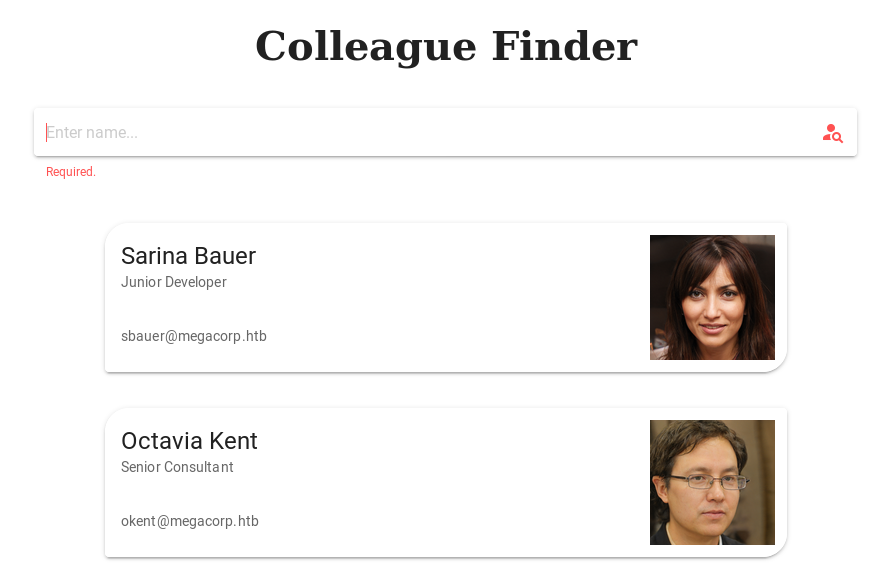 Colleague Finder
Enter name...
Required.
Sarina Bauer
Junior Developer
sbauer@megacorp.htb
Octavia Kent
Senior Consultant
okent@megacorp.htb